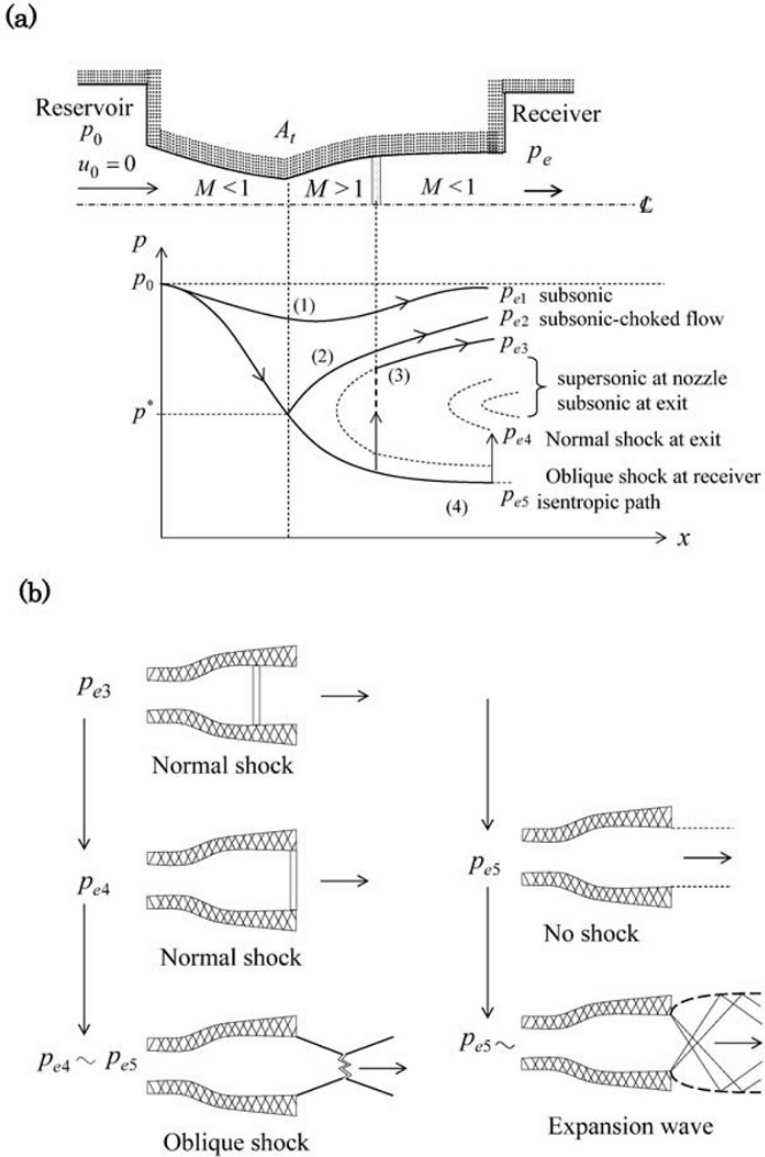 (a)
Reservoir
p₀
u₀ = 0
Aₜ
Receiver
pₑ
M < 1
M > 1
M < 1
℄
p
p₀
p*
(1)
(2)
(3)
(4)
pₑ₁ subsonic
pₑ₂ subsonic-choked flow
pₑ₃
supersonic at nozzle
subsonic at exit
pₑ₄ Normal shock at exit
Oblique shock at receiver
pₑ₅ isentropic path
x
(b)
pₑ₃
Normal shock
pₑ₄
Normal shock
pₑ₄ ~ pₑ₅
Oblique shock
pₑ₅
No shock
pₑ₅ ~
Expansion wave